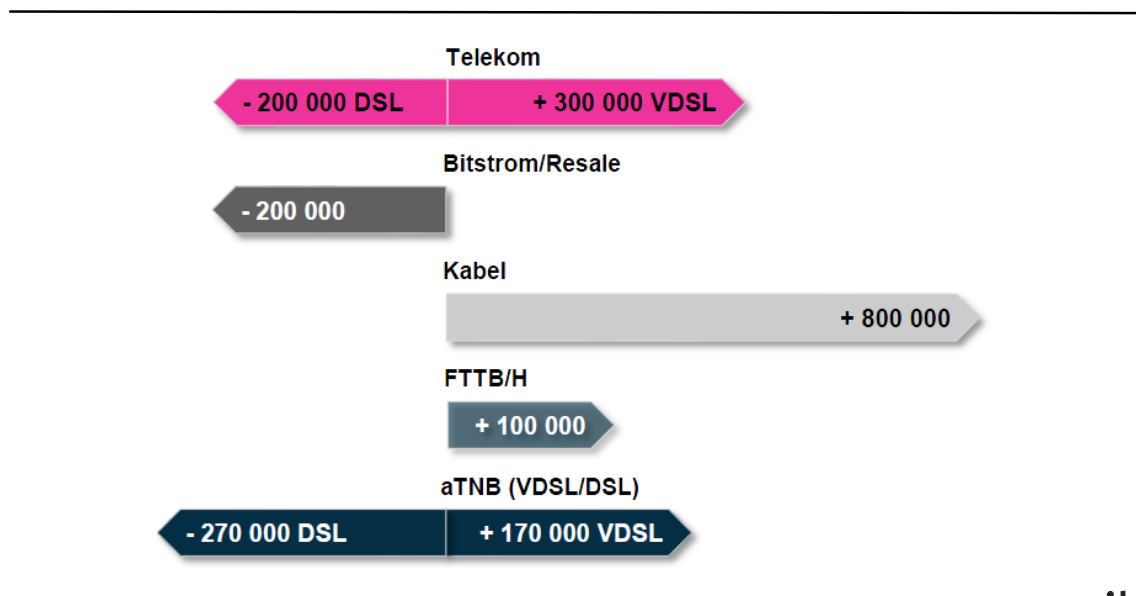 Telekom
- 200 000 DSL + 300 000 VDSL
Bitstrom/Resale
- 200 000
Kabel
+ 800 000
FTTB/H
+ 100 000
aTNB (VDSL/DSL)
- 270 000 DSL + 170 000 VDSL